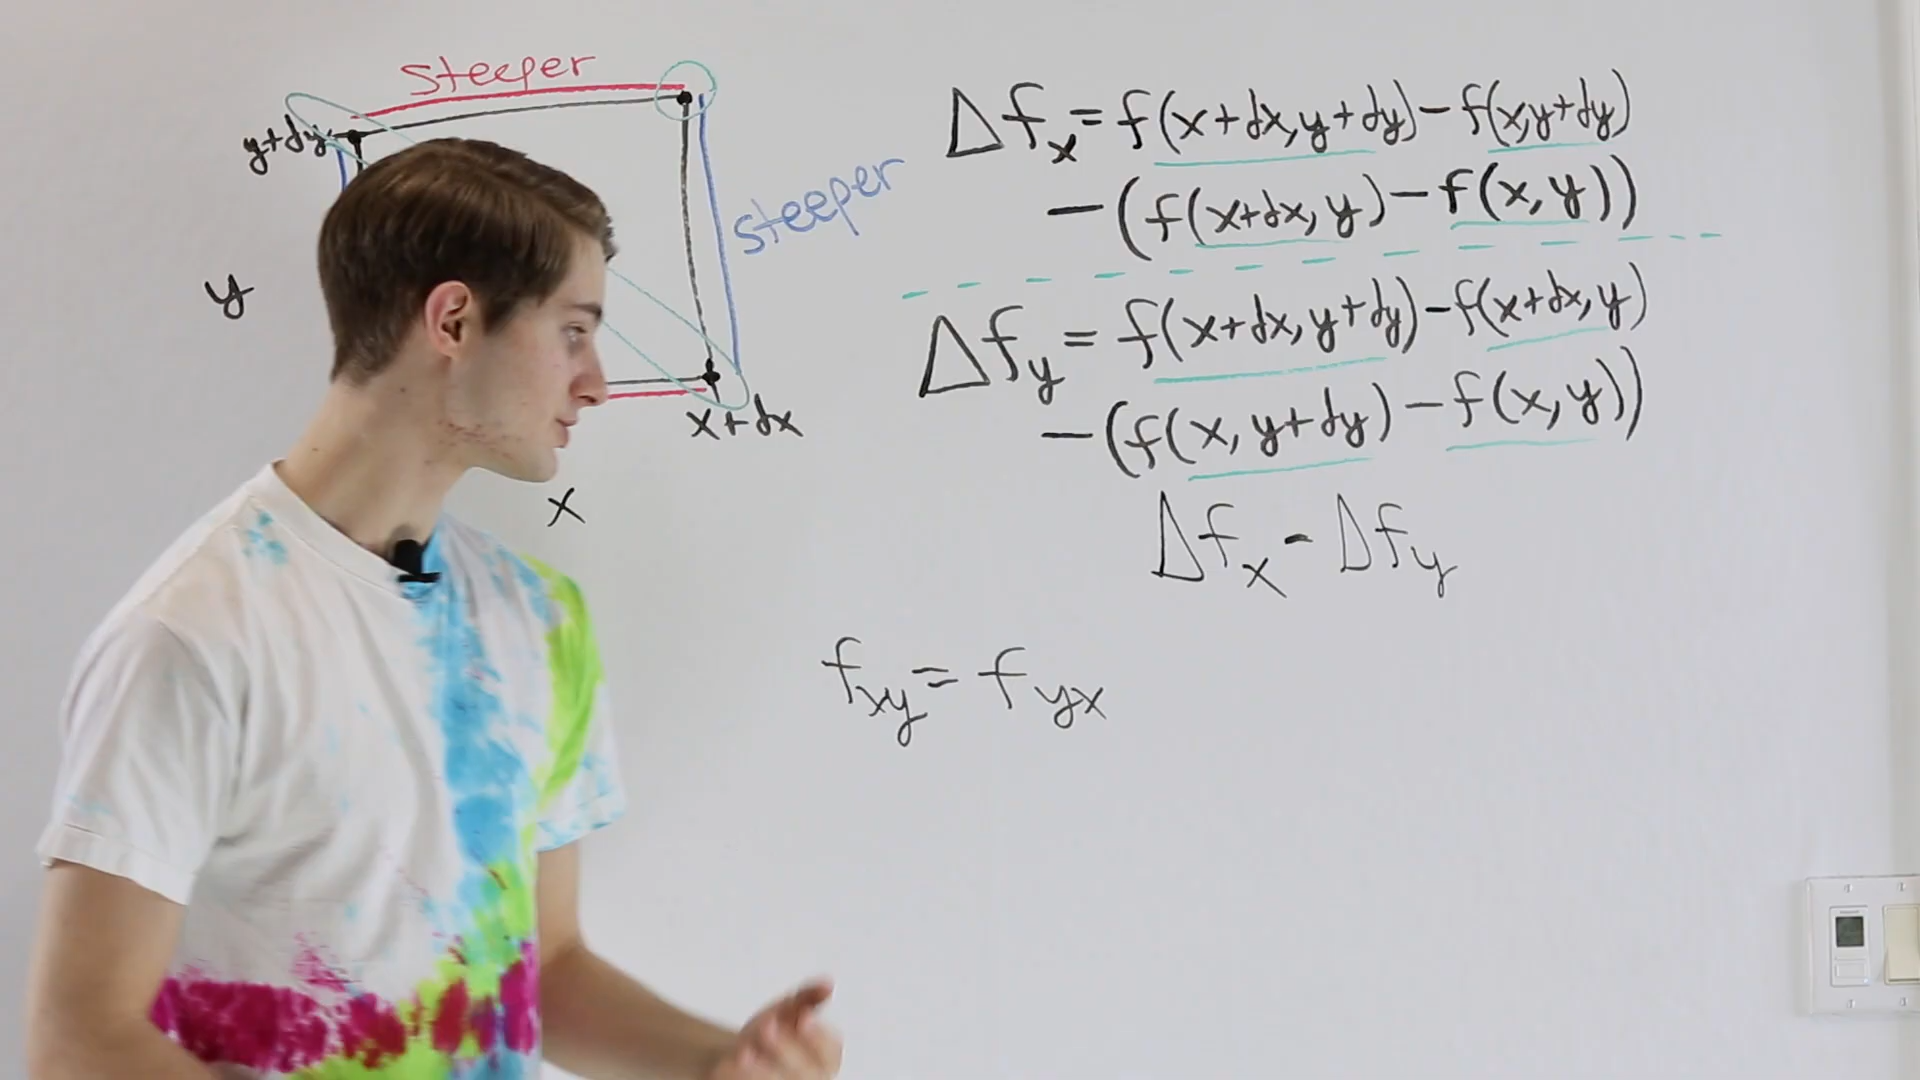 steeper
y+dy
steeper
y
x+dx
x
Δf_x = f(x+dx, y+dy) - f(x, y+dy)
- (f(x+dx, y) - f(x, y))
Δf_y = f(x+dx, y+dy) - f(x+dx, y)
- (f(x, y+dy) - f(x, y))
Δf_x - Δf_y
f_xy = f_yx